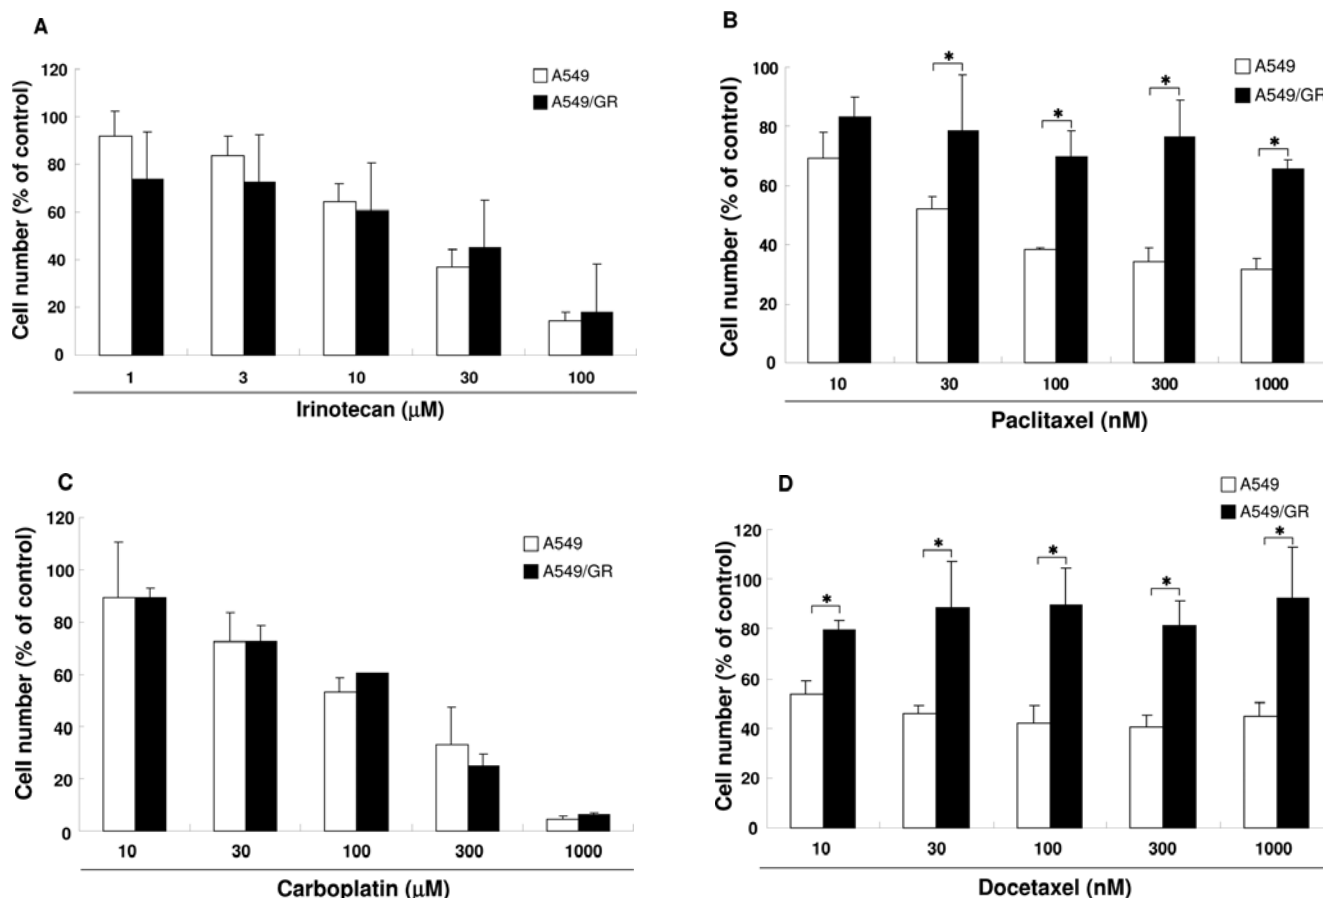 A
Cell number (% of control)
120
100
80
60
40
20
0
A549
A549/GR
1 3 10 30 100
Irinotecan (μM)
B
Cell number (% of control)
100
80
60
40
20
0
A549
A549/GR
* * * *
10 30 100 300 1000
Paclitaxel (nM)
C
Cell number (% of control)
120
100
80
60
40
20
0
A549
A549/GR
10 30 100 300 1000
Carboplatin (μM)
D
Cell number (% of control)
120
100
80
60
40
20
0
A549
A549/GR
* * * * *
10 30 100 300 1000
Docetaxel (nM)